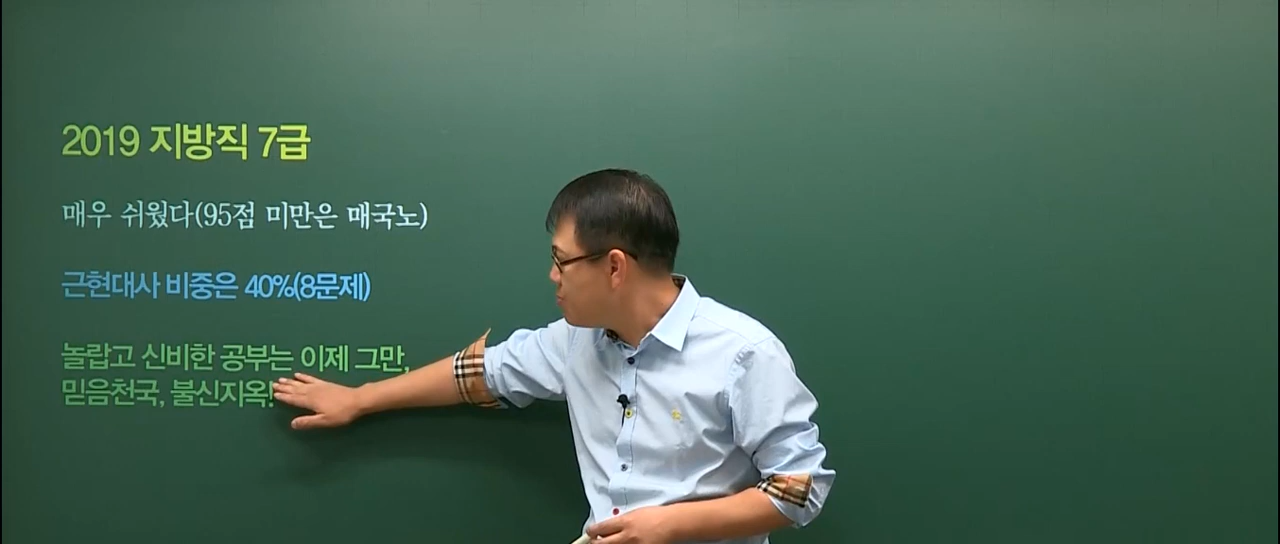 2019 지방직 7급
매우 쉬웠다(95점 미만은 매국노)
근현대사 비중은 40%(8문제)
놀랍고 신비한 공부는 이제 그만,
믿음천국, 불신지옥!